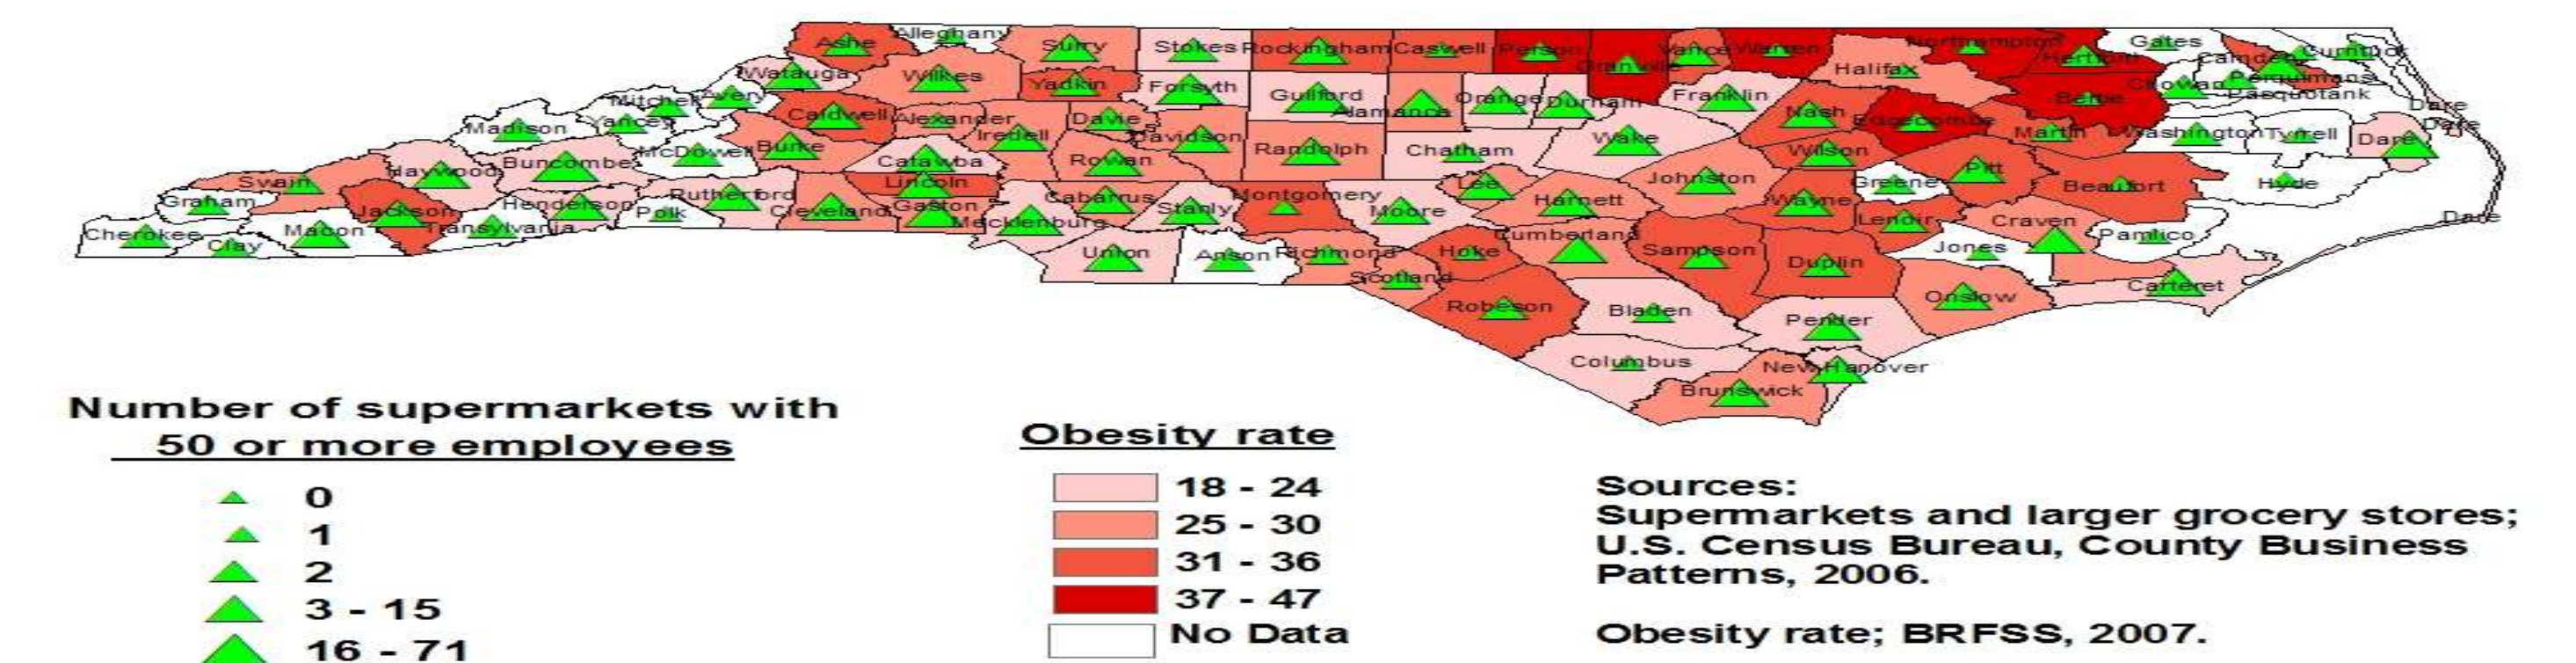 Ashe Alleghany Surry Stokes Rockingham Caswell Person Granville Vance Warren Northampton Hertford Gates Camden Currituck
Watauga Wilkes Yadkin Forsyth Guilford Alamance Orange Durham Franklin Halifax Bertie Chowan Perquimans Pasquotank
Mitchell Avery Caldwell Alexander Davie Nash Edgecombe Dare
Madison Yancey Iredell Davidson Wake Martin Washington Tyrrell Dare Dare
McDowell Burke Catawba Rowan Randolph Chatham Wilson
Haywood Buncombe Swain Lincoln Lee Johnston Greene Pitt Beaufort Hyde
Graham Jackson Henderson Polk Rutherford Cleveland Gaston Cabarrus Stanly Montgomery Moore Harnett Wayne Lenoir Craven Dare
Cherokee Clay Macon Transylvania Mecklenburg Cumberland Pamlico
Union Anson Richmond Hoke Sampson Duplin Jones
Scotland Robeson Bladen Onslow Carteret
Pender
Columbus New Hanover
Brunswick
Number of supermarkets with
50 or more employees
0
1
2
3 - 15
16 - 71
Obesity rate
18 - 24
25 - 30
31 - 36
37 - 47
No Data
Sources:
Supermarkets and larger grocery stores;
U.S. Census Bureau, County Business
Patterns, 2006.
Obesity rate; BRFSS, 2007.